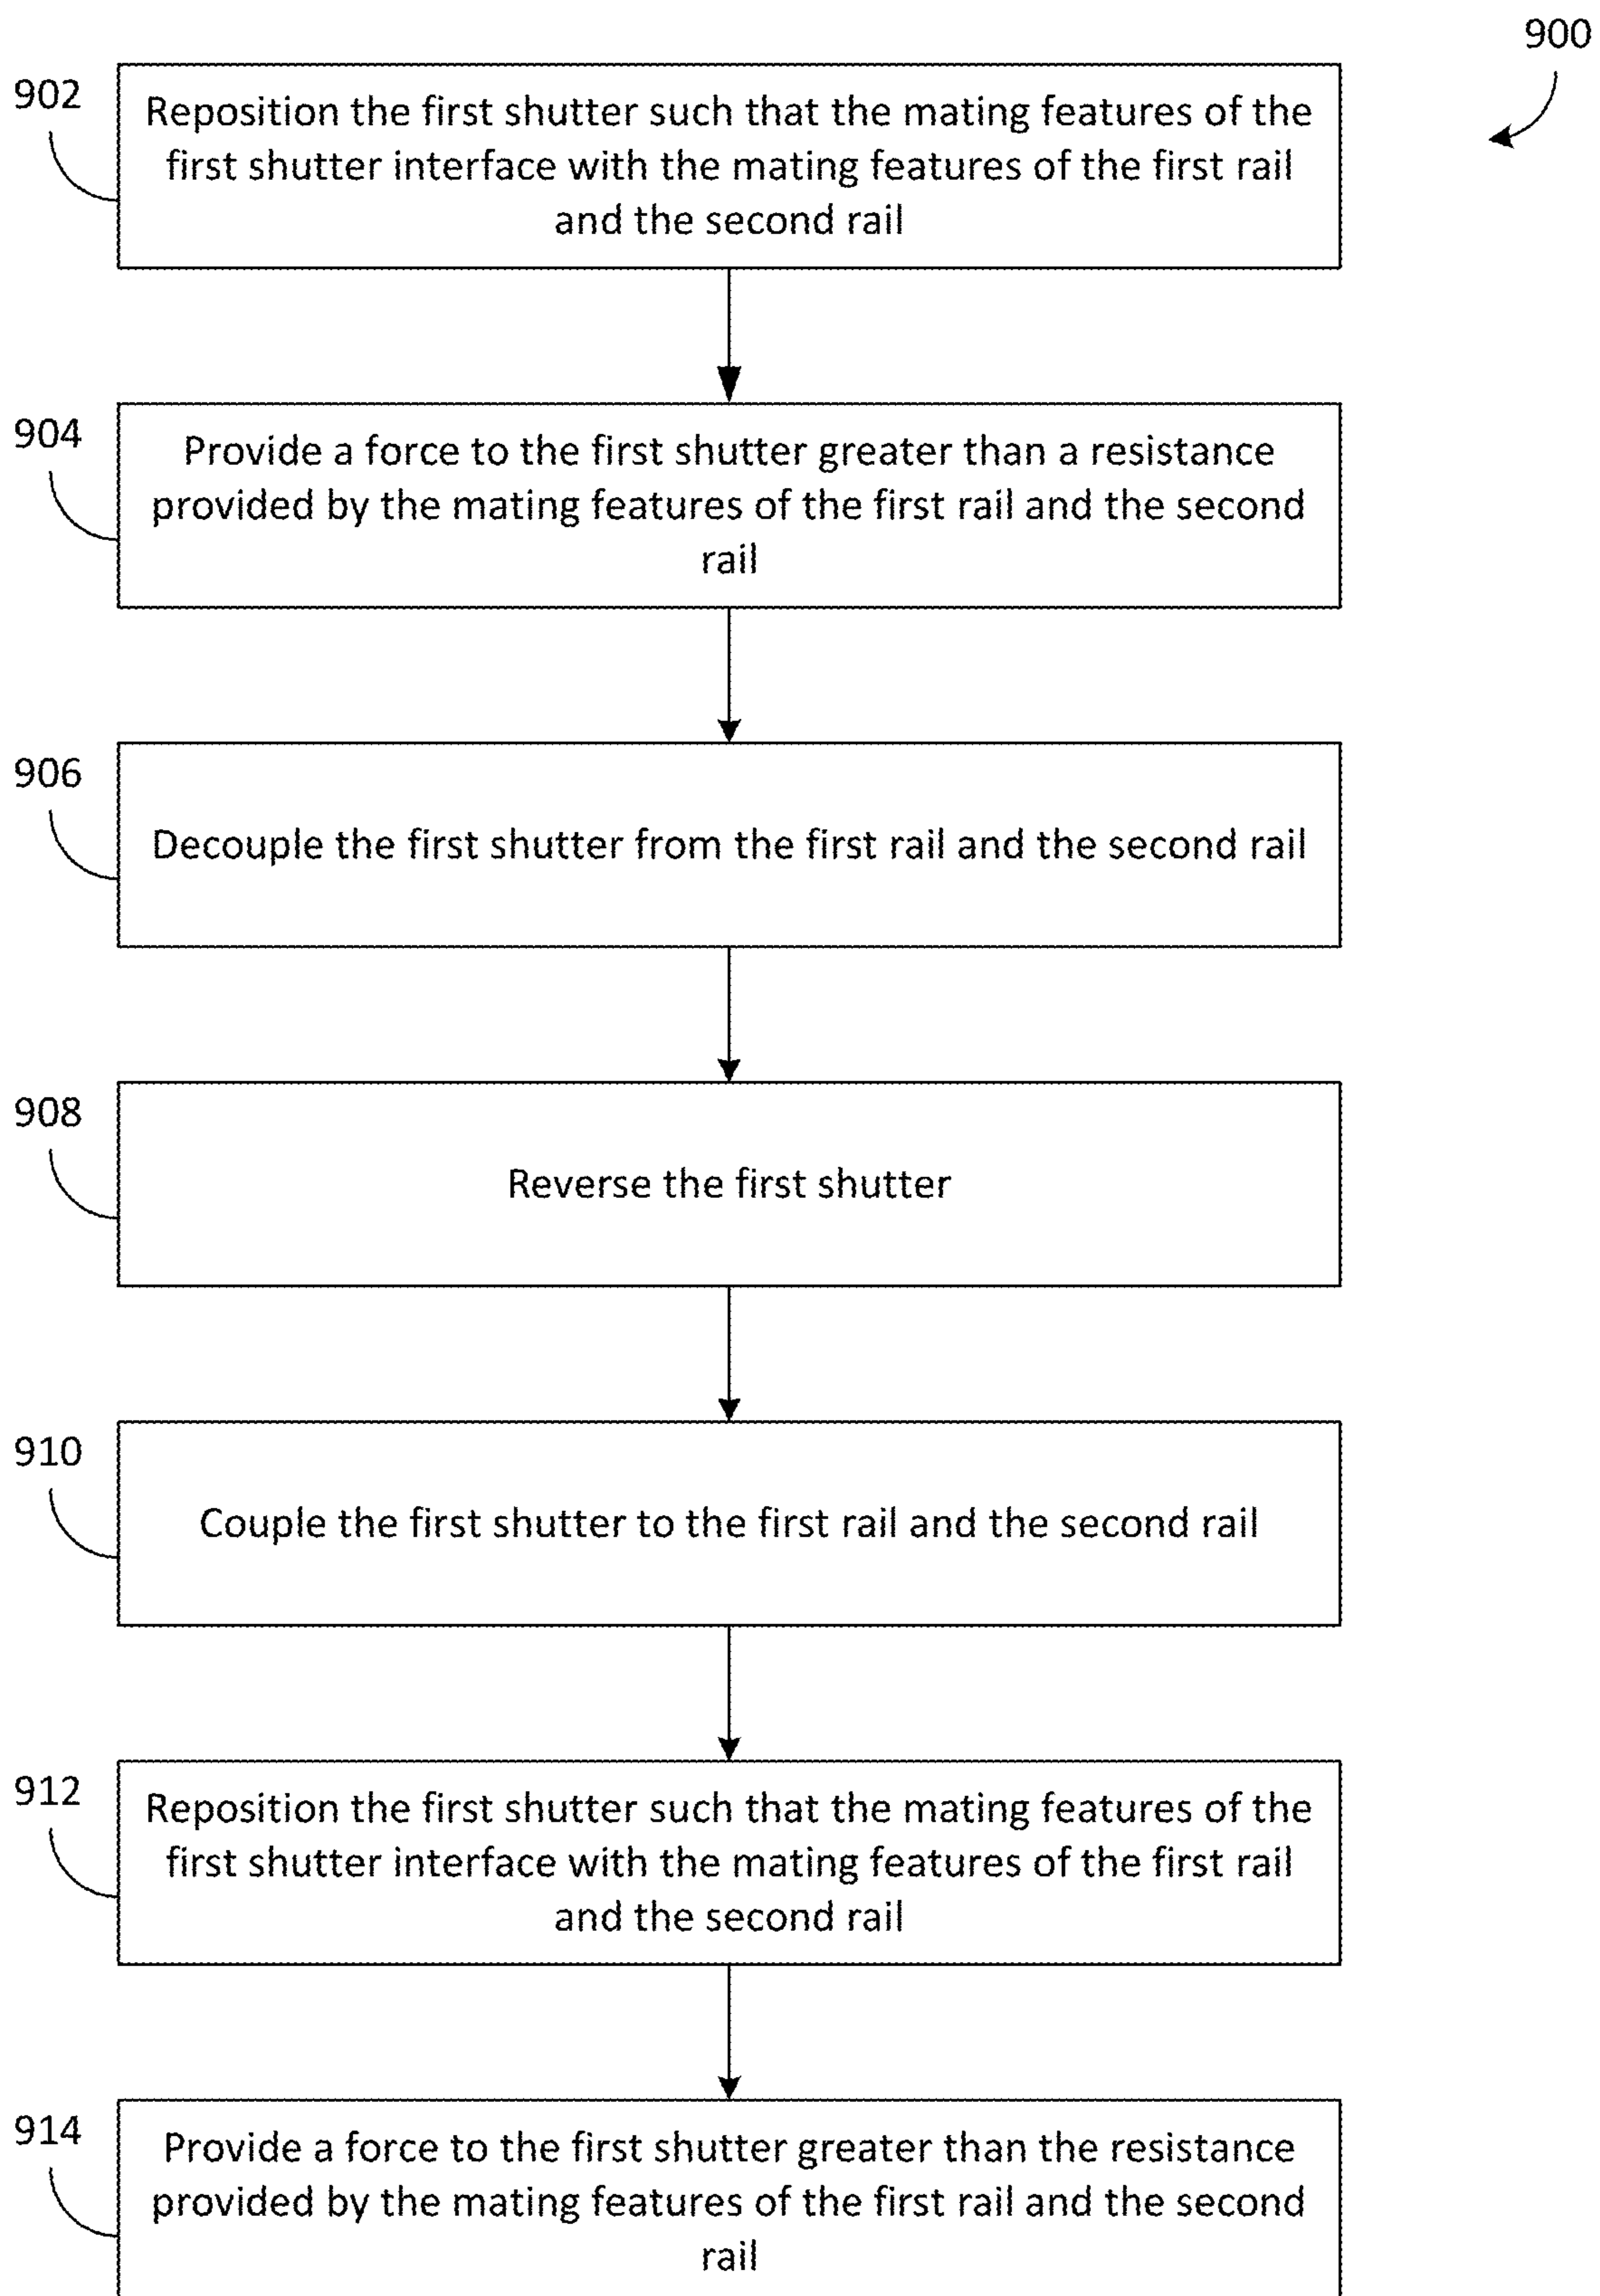 900
902
Reposition the first shutter such that the mating features of the
first shutter interface with the mating features of the first rail
and the second rail
904
Provide a force to the first shutter greater than a resistance
provided by the mating features of the first rail and the second
rail
906
Decouple the first shutter from the first rail and the second rail
908
Reverse the first shutter
910
Couple the first shutter to the first rail and the second rail
912
Reposition the first shutter such that the mating features of the
first shutter interface with the mating features of the first rail
and the second rail
914
Provide a force to the first shutter greater than the resistance
provided by the mating features of the first rail and the second
rail